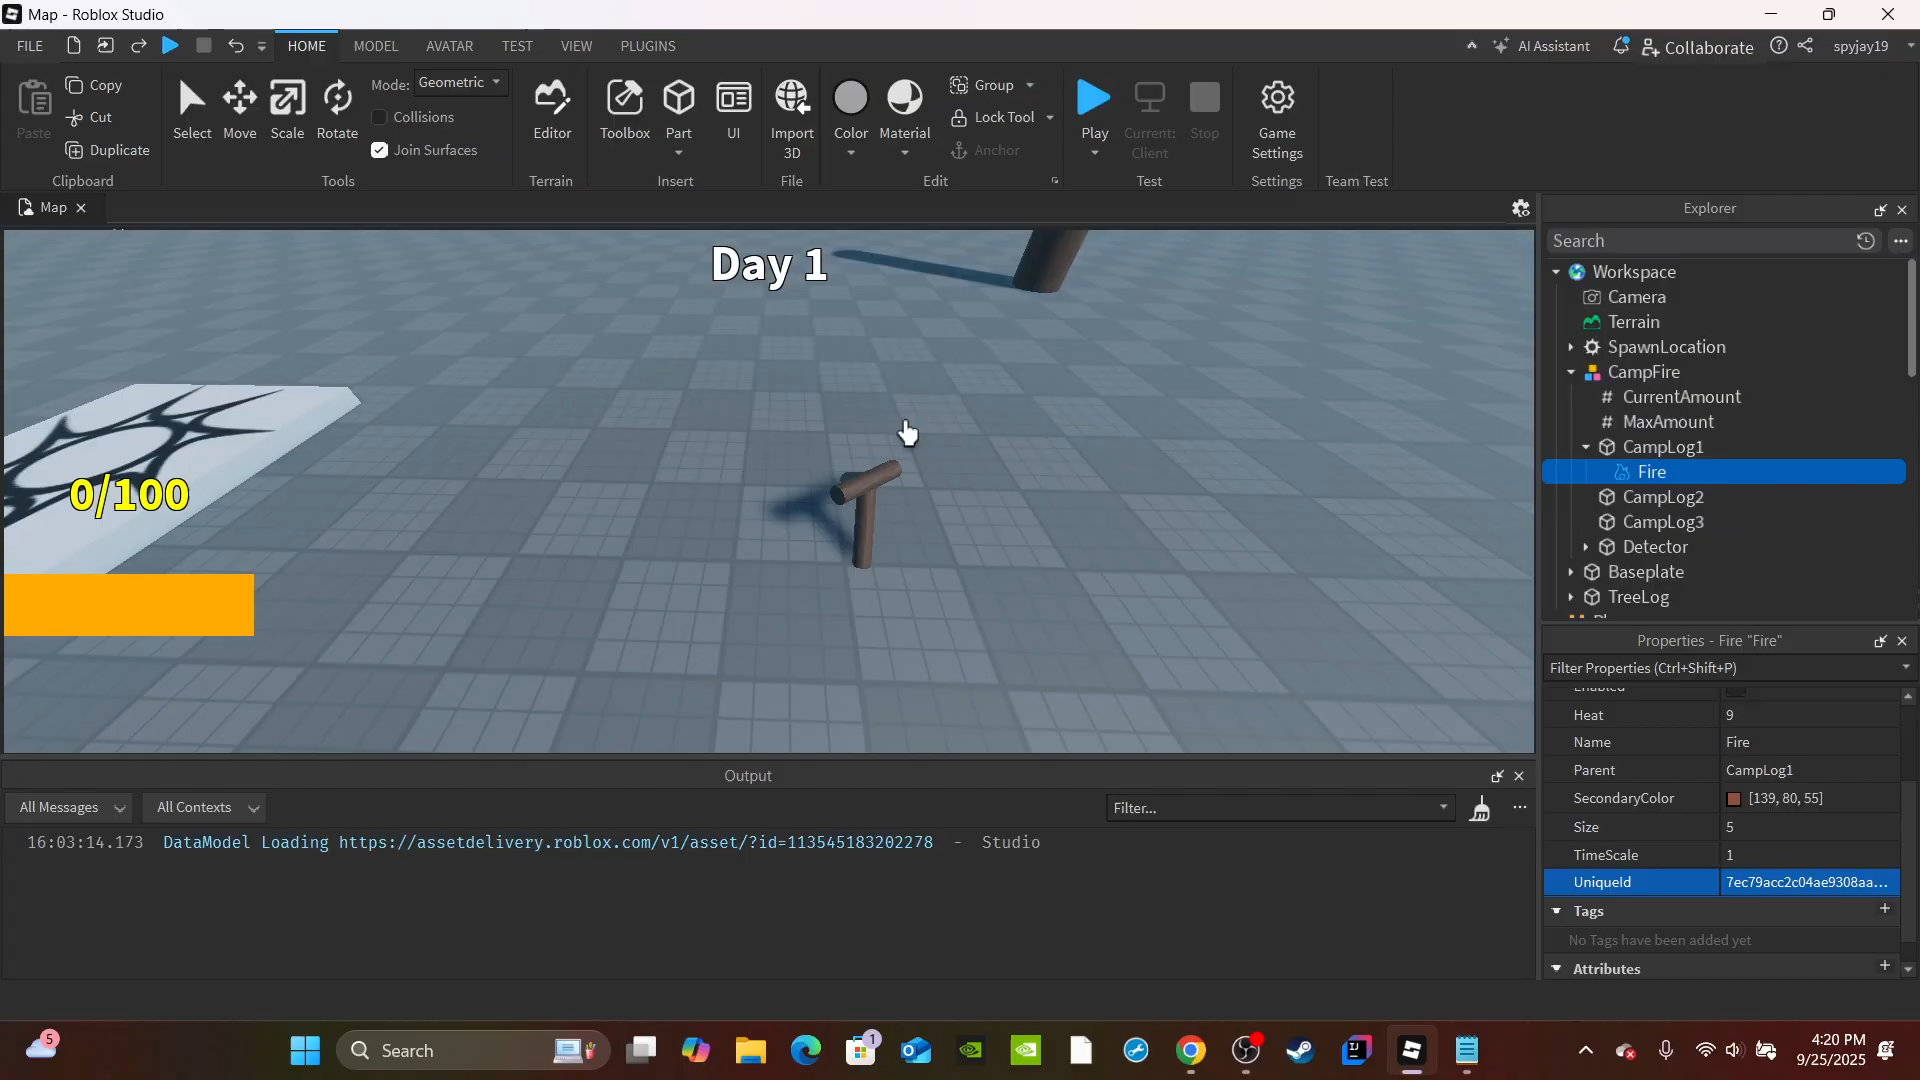 Map - Roblox Studio
FILE HOME MODEL AVATAR TEST VIEW PLUGINS AI Assistant Collaborate spyjay19
Paste Copy Cut Duplicate Clipboard
Select Move Scale Rotate Mode: Geometric Collisions Join Surfaces Tools
Editor Terrain
Toolbox Part UI Insert
Import 3D File
Color Material Group Lock Tool Anchor Edit
Play Current: Client Stop Test
Game Settings Settings
Team Test
Map
Day 1
0/100
Explorer
Search
Workspace
Camera
Terrain
SpawnLocation
CampFire
CurrentAmount
MaxAmount
CampLog1
Fire
CampLog2
CampLog3
Detector
Baseplate
TreeLog
Properties - Fire "Fire"
Filter Properties (Ctrl+Shift+P)
Enabled
Heat 9
Name Fire
Parent CampLog1
SecondaryColor [139, 80, 55]
Size 5
TimeScale 1
UniqueId 7ec79acc2c04ae9308aa...
Tags
No Tags have been added yet
Attributes
Output
All Messages All Contexts Filter...
16:03:14.173 DataModel Loading https://assetdelivery.roblox.com/v1/asset/?id=113545183202278 - Studio
5 Search 1 4:20 PM
9/25/2025